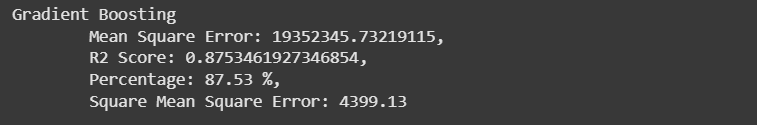 Gradient Boosting
Mean Square Error: 19352345.73219115,
R2 Score: 0.8753461927346854,
Percentage: 87.53 %,
Square Mean Square Error: 4399.13